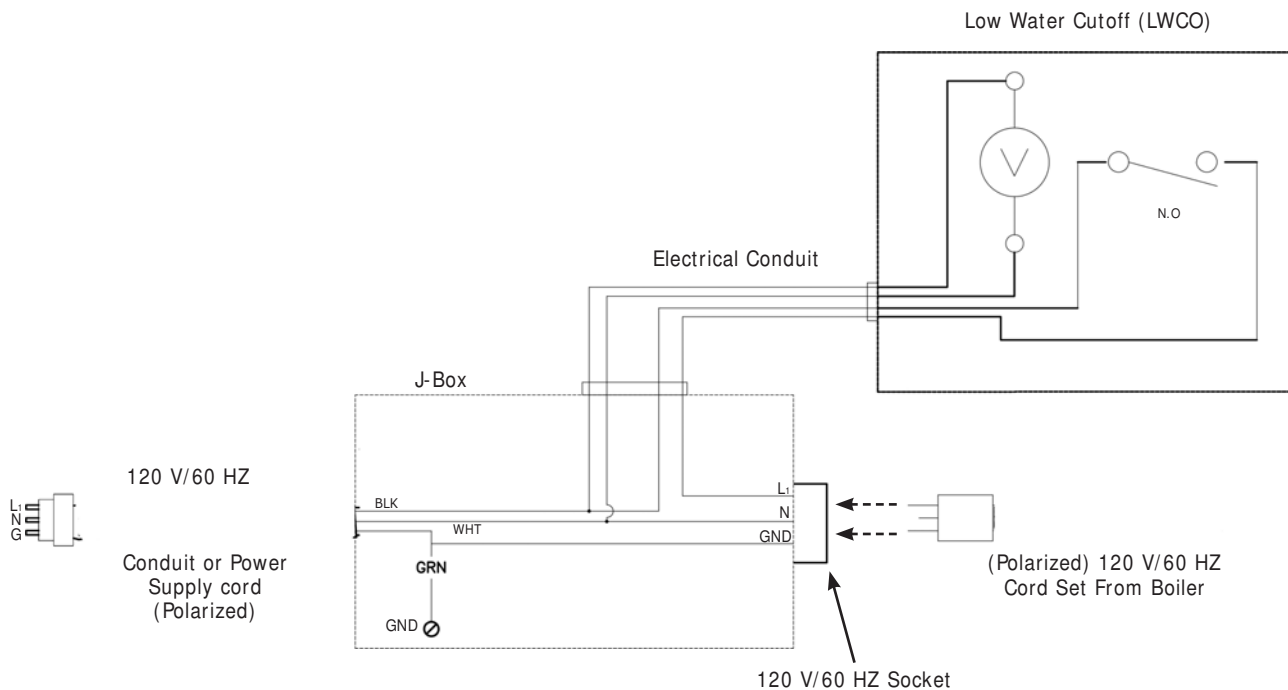 Low Water Cutoff (LWCO)
V
N.O
Electrical Conduit
J-Box
120 V/60 HZ
L1
N
G
BLK
WHT
L1
N
GND
GRN
GND
Conduit or Power
Supply cord
(Polarized)
(Polarized) 120 V/60 HZ
Cord Set From Boiler
120 V/60 HZ Socket